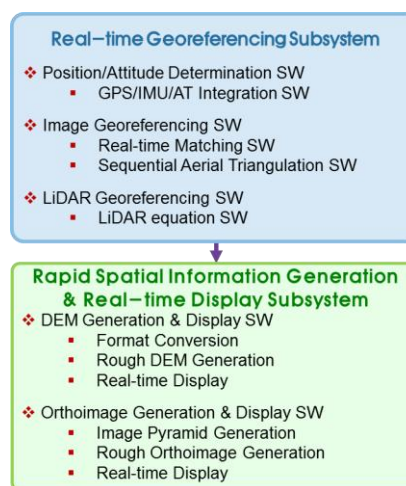 Real-time Georeferencing Subsystem
❖ Position/Attitude Determination SW
▪ GPS/IMU/AT Integration SW
❖ Image Georeferencing SW
▪ Real-time Matching SW
▪ Sequential Aerial Triangulation SW
❖ LiDAR Georeferencing SW
▪ LiDAR equation SW
Rapid Spatial Information Generation
& Real-time Display Subsystem
❖ DEM Generation & Display SW
▪ Format Conversion
▪ Rough DEM Generation
▪ Real-time Display
❖ Orthoimage Generation & Display SW
▪ Image Pyramid Generation
▪ Rough Orthoimage Generation
▪ Real-time Display